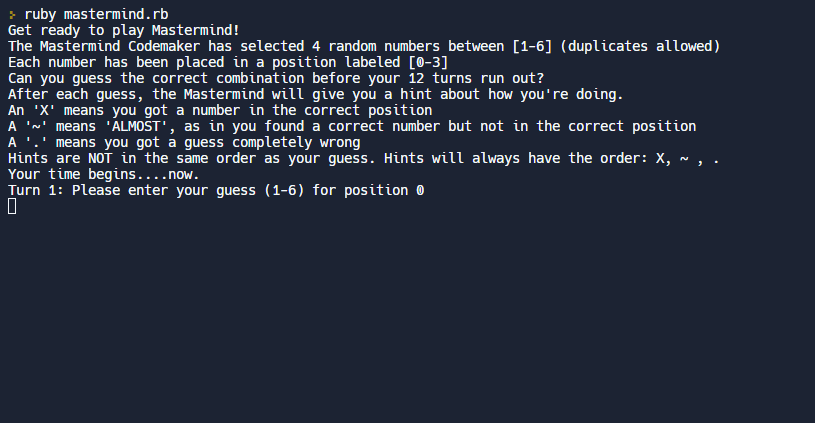 ruby mastermind.rb
Get ready to play Mastermind!
The Mastermind Codemaker has selected 4 random numbers between [1-6] (duplicates allowed)
Each number has been placed in a position labeled [0-3]
Can you guess the correct combination before your 12 turns run out?
After each guess, the Mastermind will give you a hint about how you're doing.
An 'X' means you got a number in the correct position
A '~' means 'ALMOST', as in you found a correct number but not in the correct position
A '.' means you got a guess completely wrong
Hints are NOT in the same order as your guess. Hints will always have the order: X, ~ , .
Your time begins....now.
Turn 1: Please enter your guess (1-6) for position 0